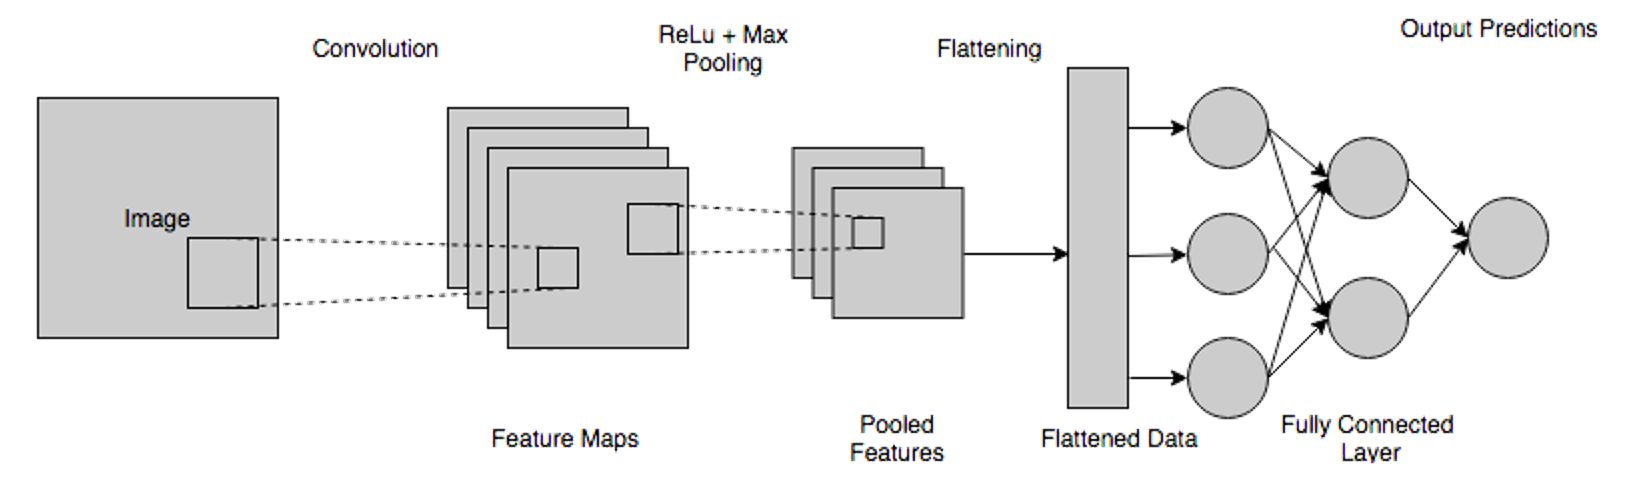 Convolution
ReLu + Max
Pooling
Flattening
Output Predictions
Image
Feature Maps
Pooled
Features
Flattened Data
Fully Connected
Layer